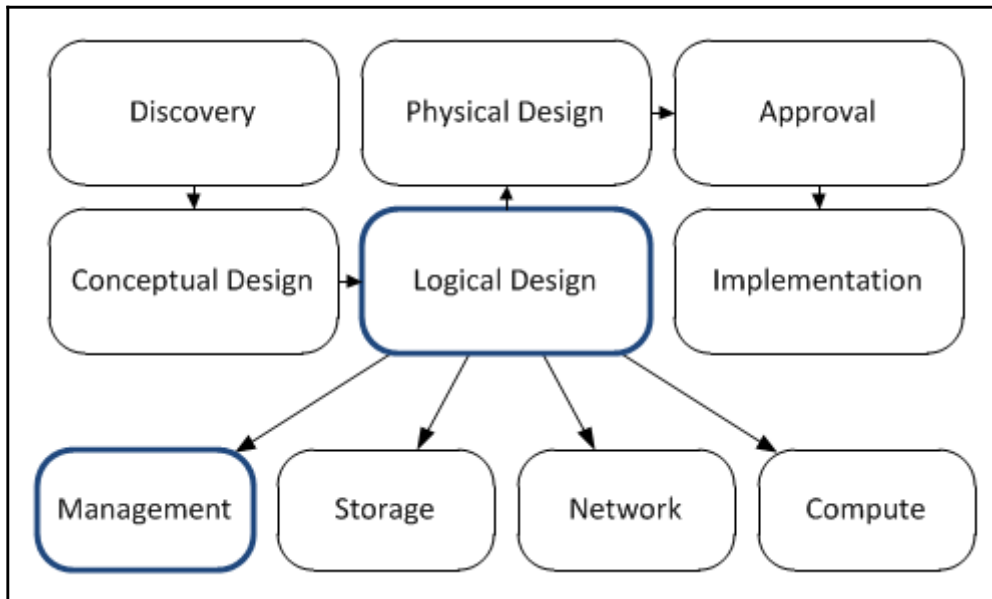 Discovery
Physical Design
Approval
Conceptual Design
Logical Design
Implementation
Management
Storage
Network
Compute